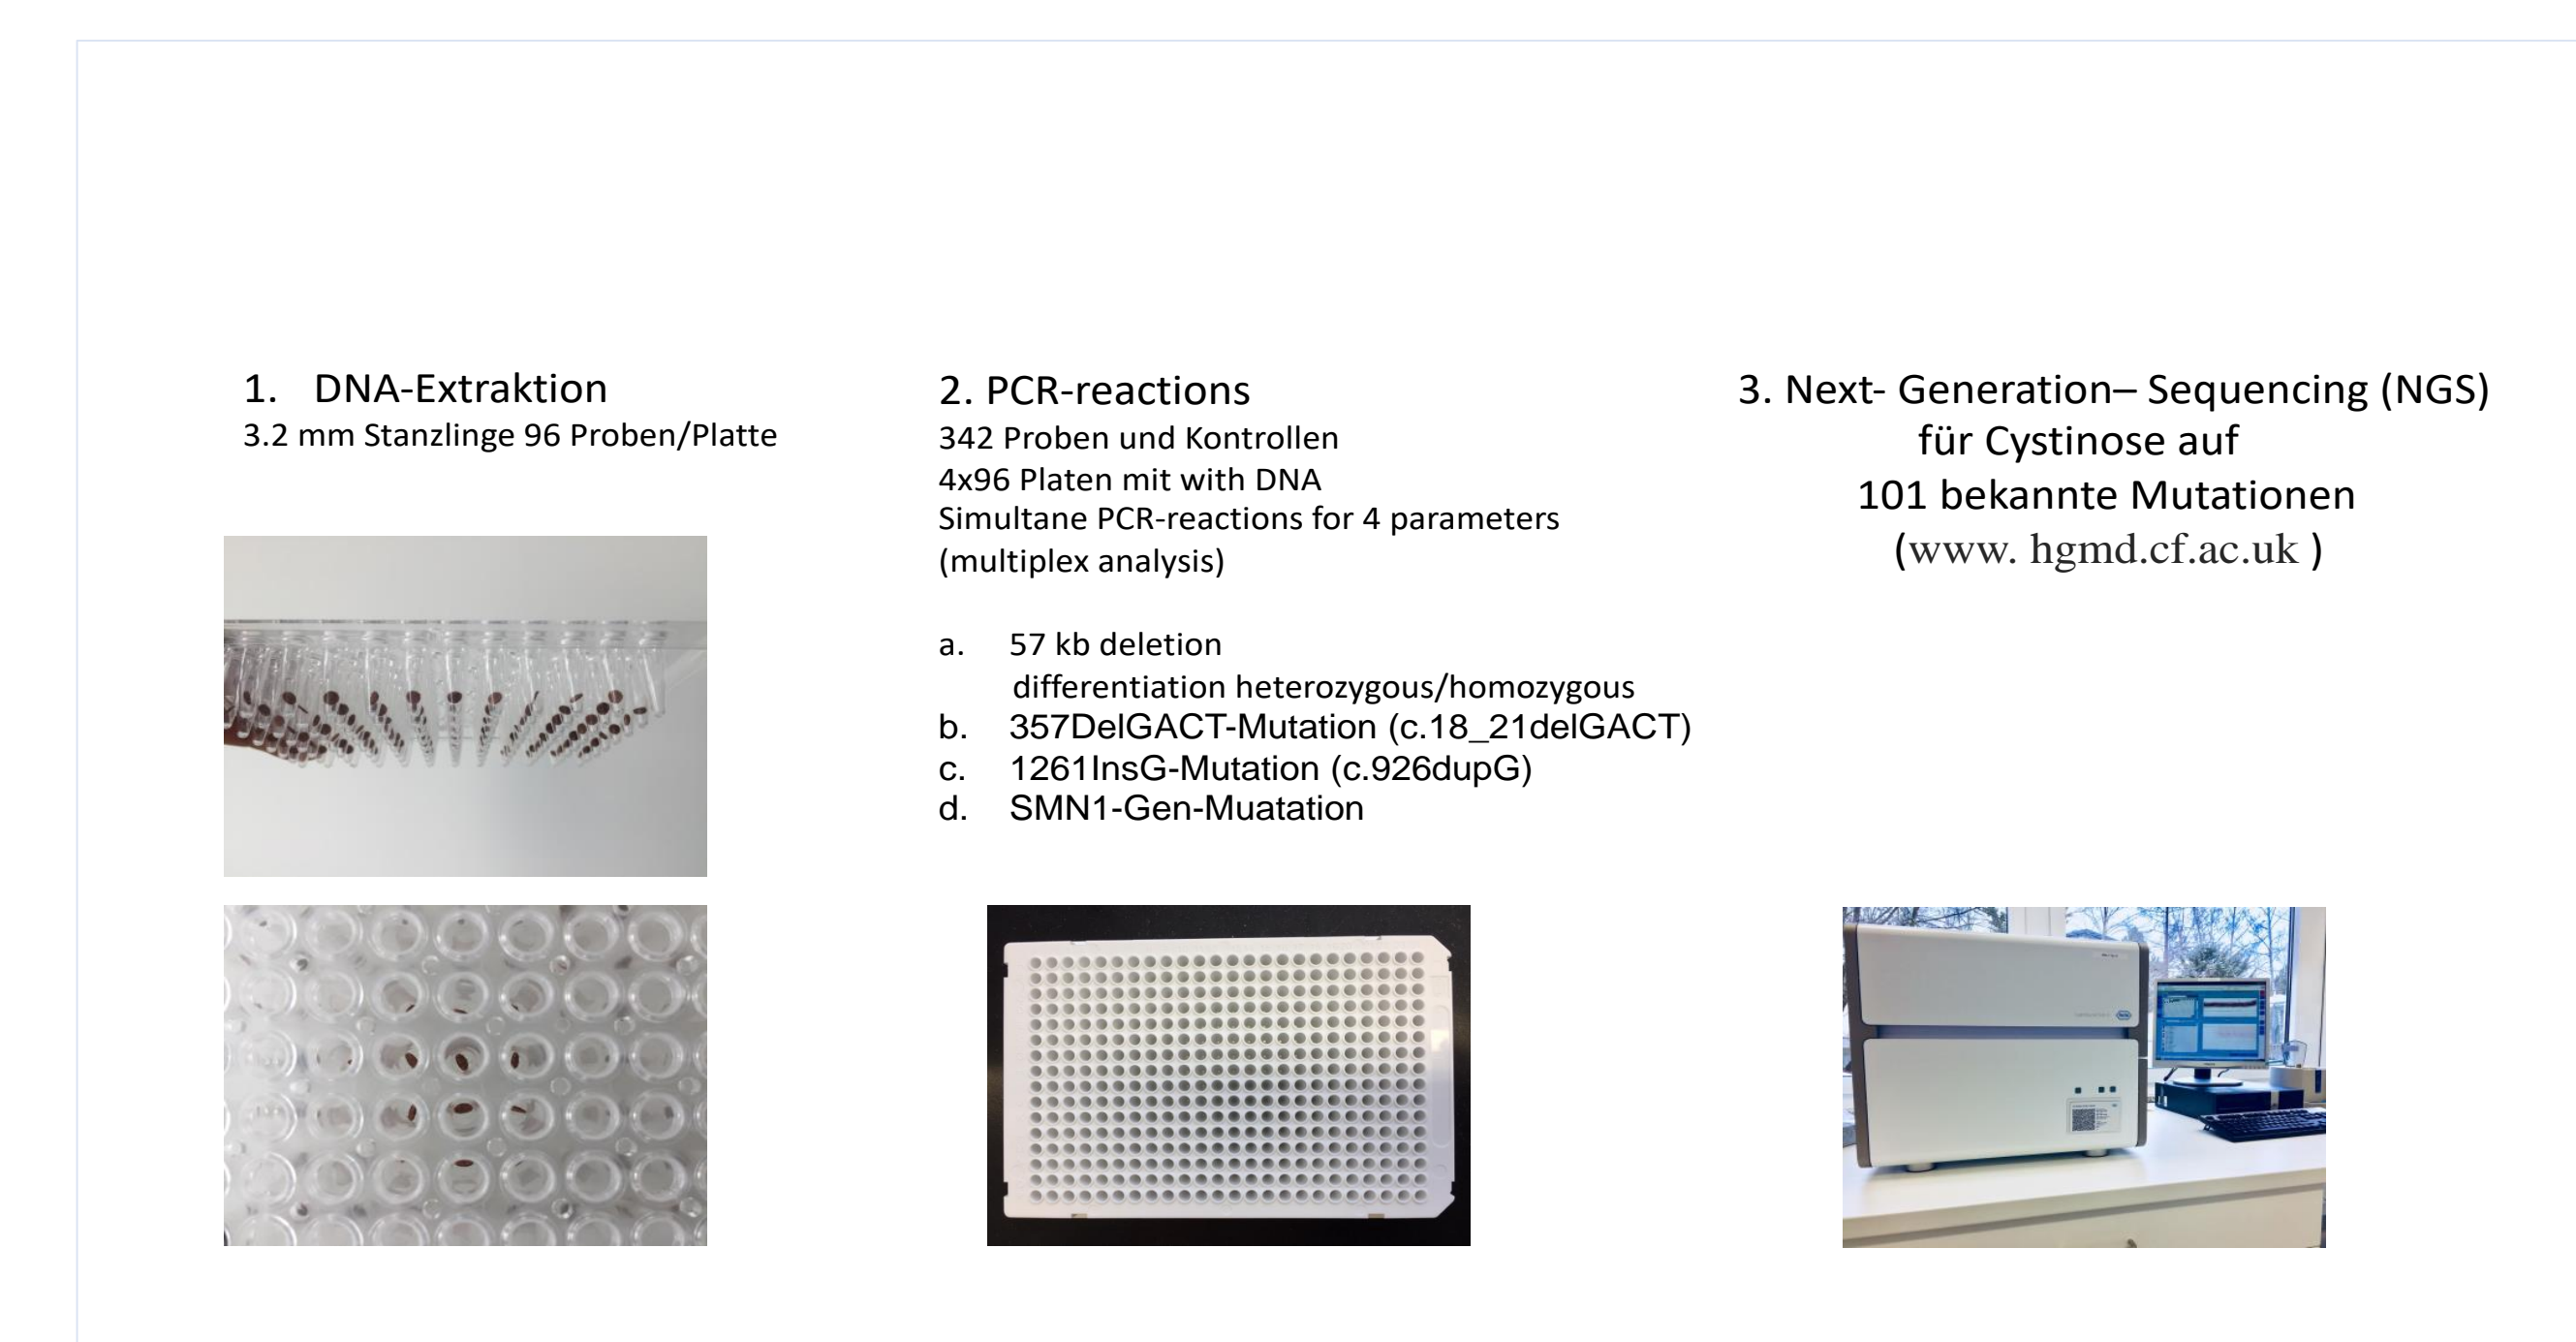 1. DNA-Extraktion
3.2 mm Stanzlinge 96 Proben/Platte
2. PCR-reactions
342 Proben und Kontrollen
4x96 Platen mit with DNA
Simultane PCR-reactions for 4 parameters
(multiplex analysis)
a. 57 kb deletion
differentiation heterozygous/homozygous
b. 357DelGACT-Mutation (c.18_21delGACT)
c. 1261InsG-Mutation (c.926dupG)
d. SMN1-Gen-Muatation
3. Next- Generation– Sequencing (NGS)
für Cystinose auf
101 bekannte Mutationen
(www. hgmd.cf.ac.uk )